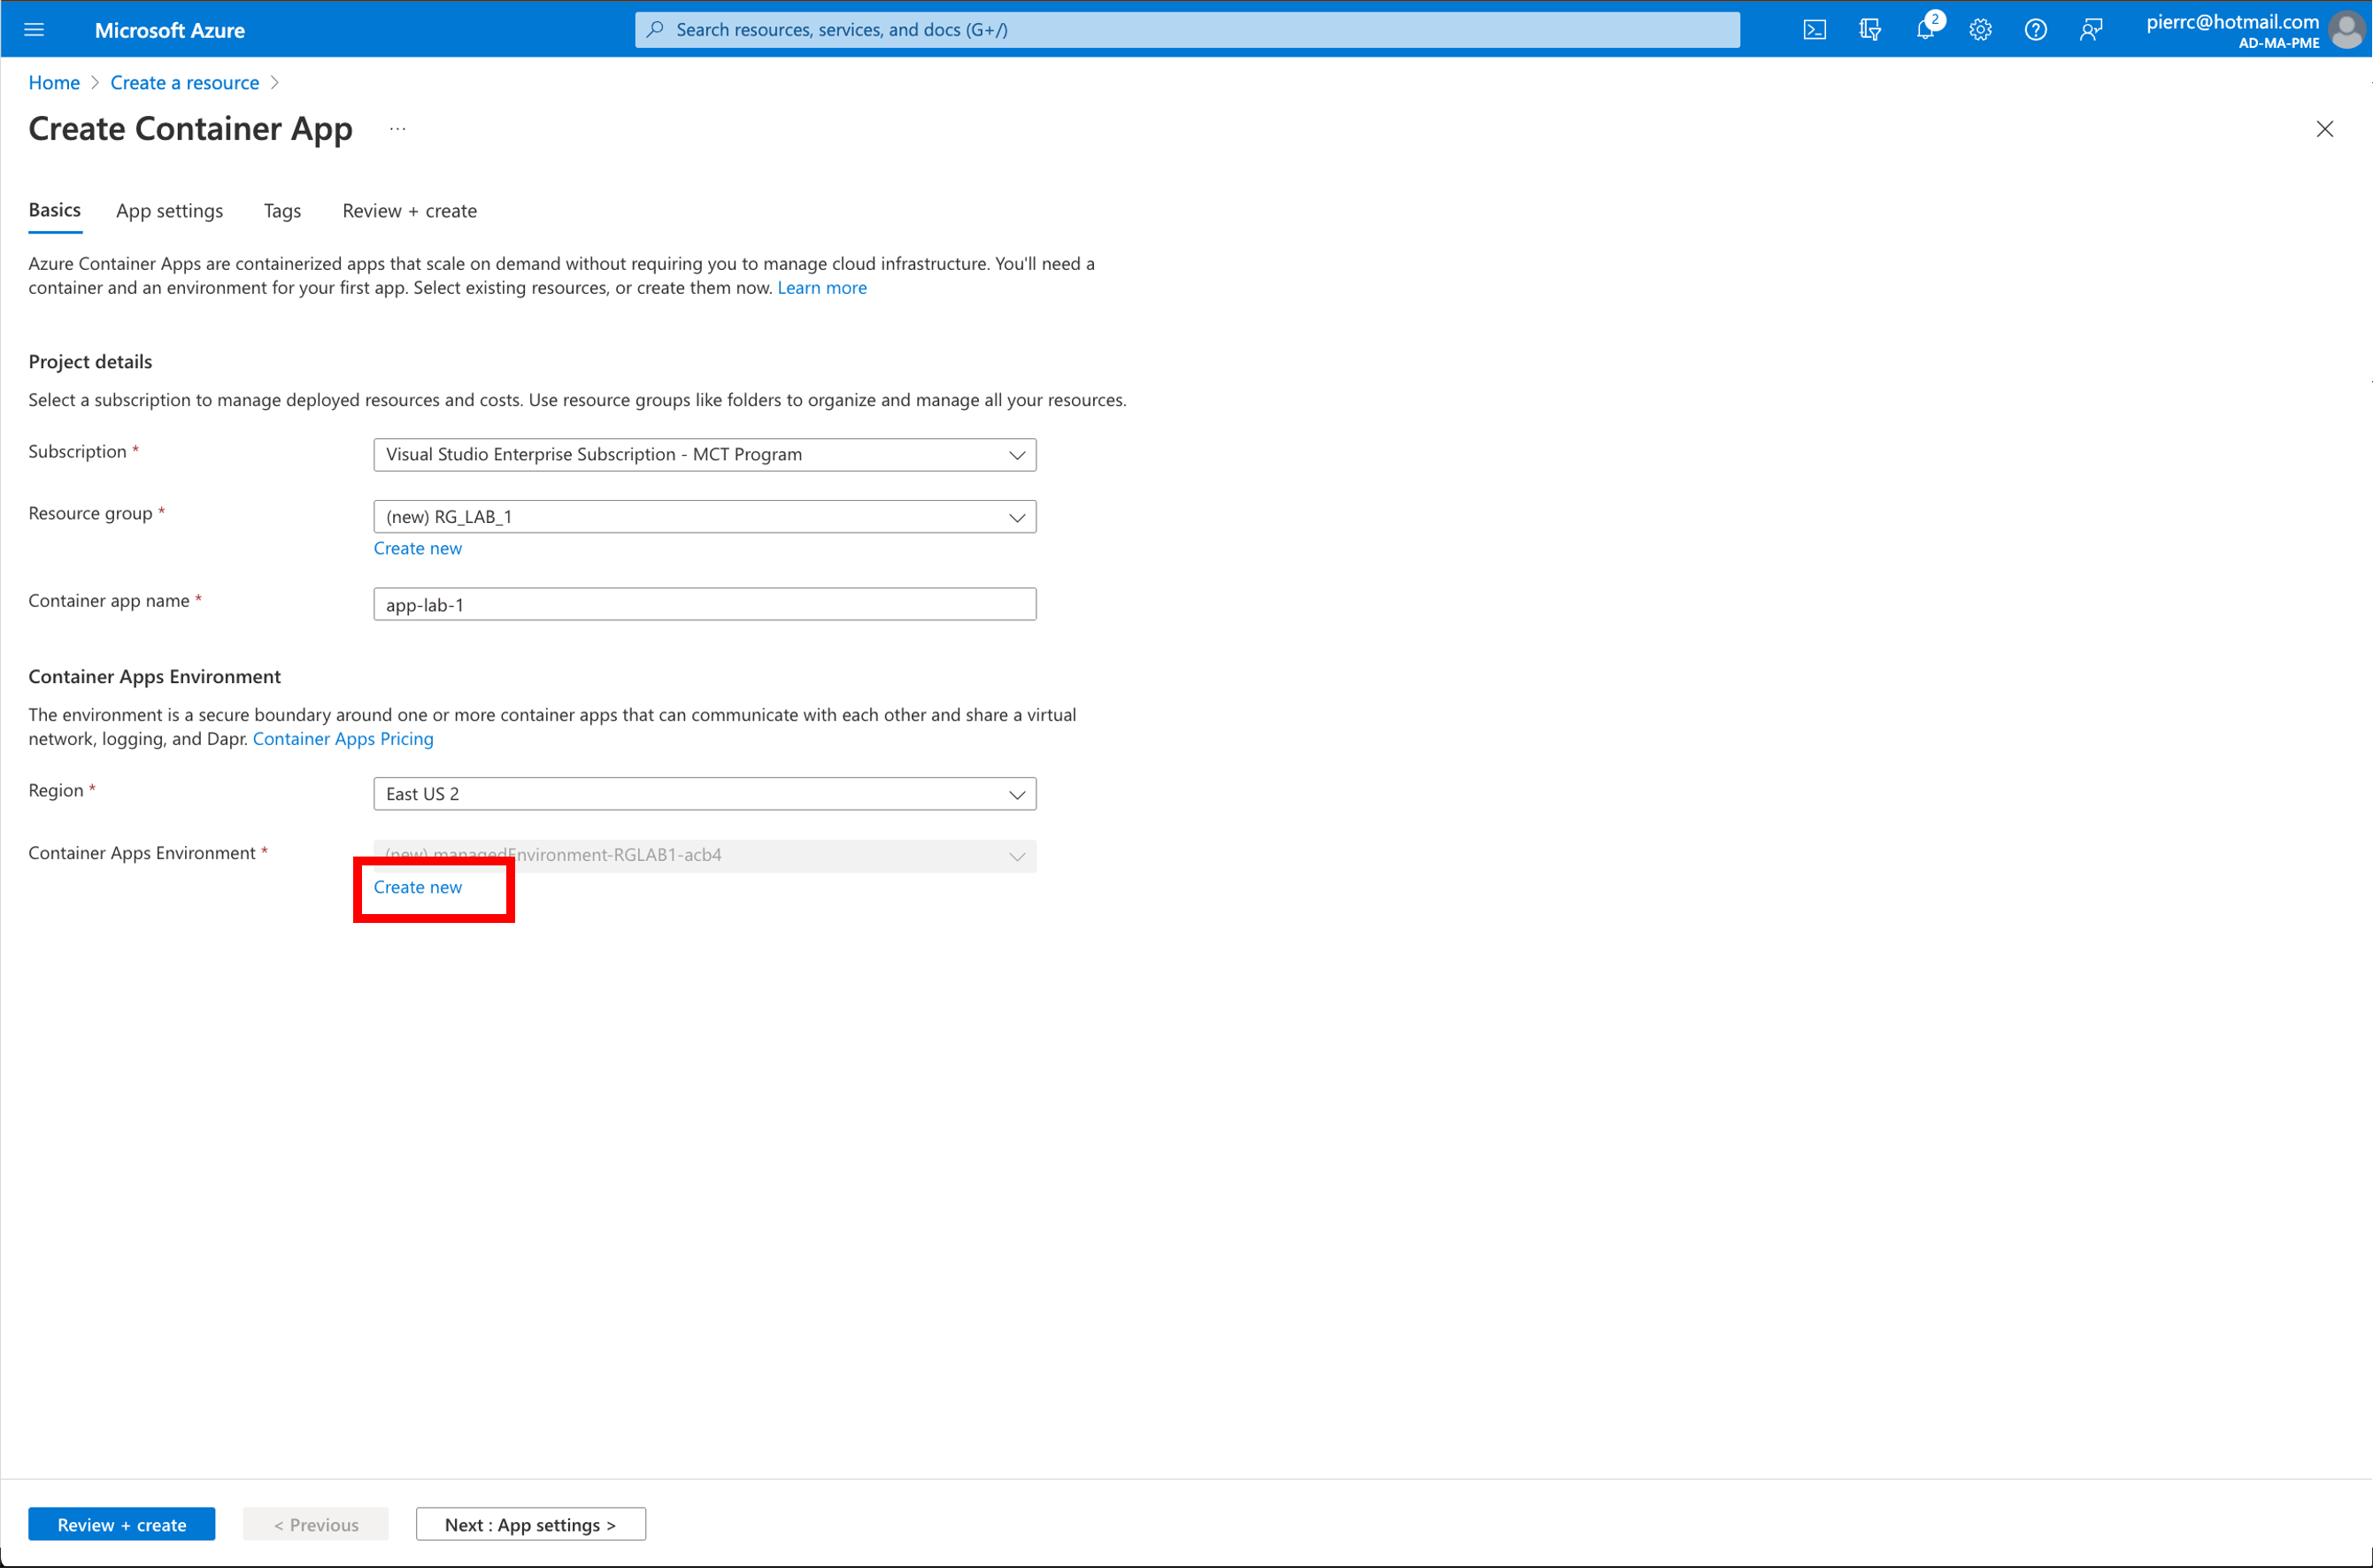 Microsoft Azure
Search resources, services, and docs (G+/)
2
pierrc@hotmail.com
AD-MA-PME
Home > Create a resource >
Create Container App ...
Basics App settings Tags Review + create
Azure Container Apps are containerized apps that scale on demand without requiring you to manage cloud infrastructure. You'll need a
container and an environment for your first app. Select existing resources, or create them now. Learn more
Project details
Select a subscription to manage deployed resources and costs. Use resource groups like folders to organize and manage all your resources.
Subscription *
Visual Studio Enterprise Subscription - MCT Program
Resource group *
(new) RG_LAB_1
Create new
Container app name *
app-lab-1
Container Apps Environment
The environment is a secure boundary around one or more container apps that can communicate with each other and share a virtual
network, logging, and Dapr. Container Apps Pricing
Region *
East US 2
Container Apps Environment *
(new) managedEnvironment-RGLAB1-acb4
Create new
Review + create
< Previous
Next : App settings >